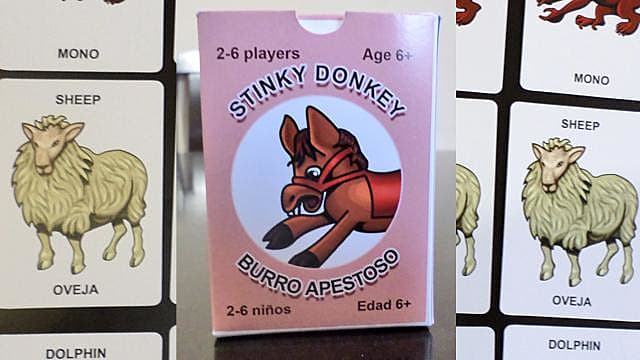 MONO
SHEEP
OVEJA
DOLPHIN
2-6 players
Age 6+
STINKY DONKEY
BURRO APESTOSO
2-6 niños
Edad 6+
MONO
SHEEP
OVEJA
DOLPHIN